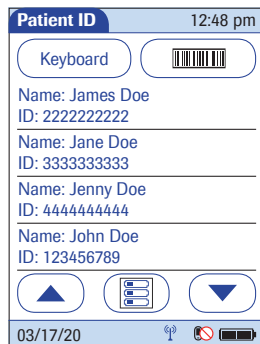 Patient ID 12:48 pm
Keyboard
Name: James Doe
ID: 2222222222
Name: Jane Doe
ID: 3333333333
Name: Jenny Doe
ID: 4444444444
Name: John Doe
ID: 123456789
03/17/20